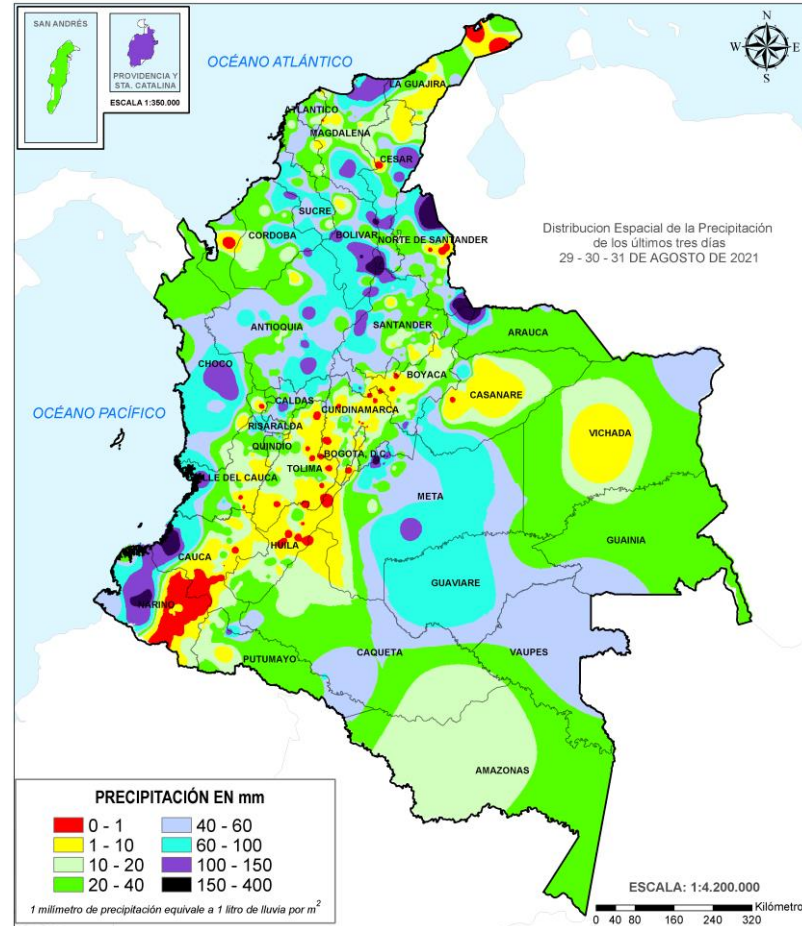 SAN ANDRÉS
PROVIDENCIA Y
STA. CATALINA
ESCALA 1:350.000
OCÉANO ATLÁNTICO
N
W
E
S
LA GUAJIRA
ATLANTICO
MAGDALENA
CESAR
SUCRE
CORDOBA
BOLIVAR
NORTE DE SANTANDER
Distribucion Espacial de la Precipitación
de los últimos tres días
29 - 30 - 31 DE AGOSTO DE 2021
ANTIOQUIA
SANTANDER
ARAUCA
CHOCO
BOYACA
CASANARE
OCÉANO PACÍFICO
CALDAS
CUNDINAMARCA
RISARALDA
VICHADA
QUINDIO
BOGOTA, D.C.
TOLIMA
VALLE DEL CAUCA
META
GUAINIA
CAUCA
HUILA
GUAVIARE
NARIÑO
PUTUMAYO
CAQUETA
VAUPES
AMAZONAS
PRECIPITACIÓN EN mm
0 - 1
40 - 60
1 - 10
60 - 100
10 - 20
100 - 150
20 - 40
150 - 400
1 milímetro de precipitación equivale a 1 litro de lluvia por m²
ESCALA: 1:4.200.000
Kilómetro
0 40 80 160 240 320